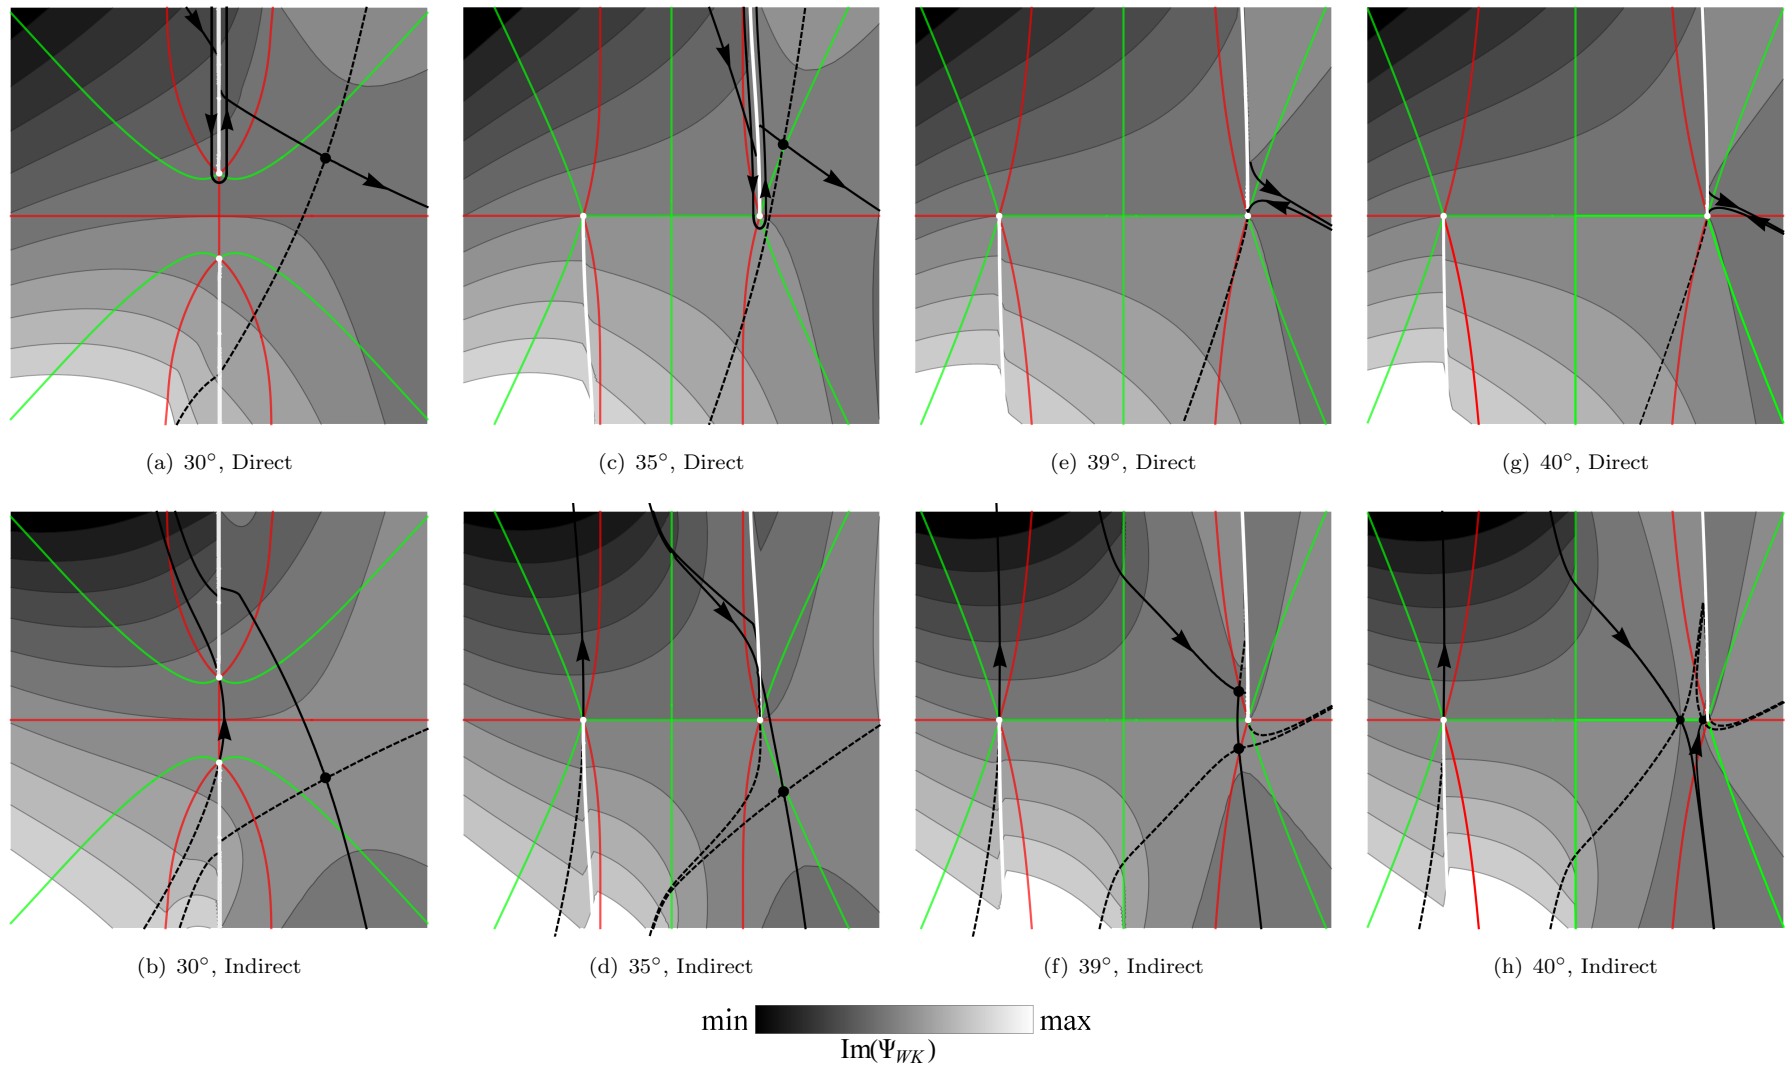 (a) 30°, Direct
(c) 35°, Direct
(e) 39°, Direct
(g) 40°, Direct
(b) 30°, Indirect
(d) 35°, Indirect
(f) 39°, Indirect
(h) 40°, Indirect
min max
Im(Ψ_WK)